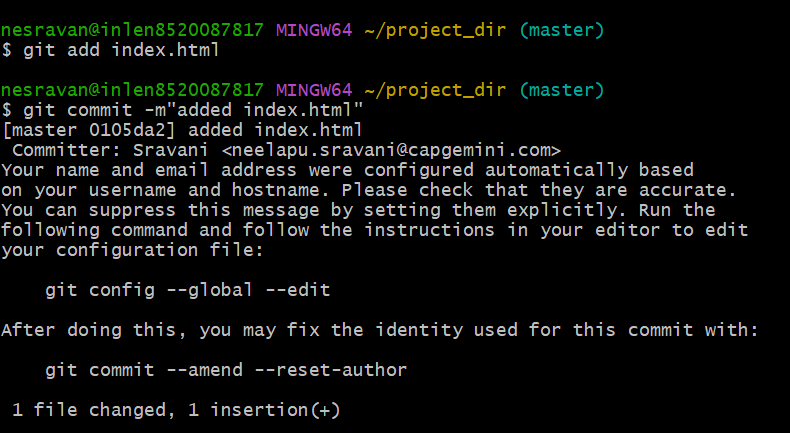 nesravan@inlen8520087817 MINGW64 ~/project_dir (master)
$ git add index.html
nesravan@inlen8520087817 MINGW64 ~/project_dir (master)
$ git commit -m"added index.html"
[master 0105da2] added index.html
 Committer: Sravani <neelapu.sravani@capgemini.com>
Your name and email address were configured automatically based
on your username and hostname. Please check that they are accurate.
You can suppress this message by setting them explicitly. Run the
following command and follow the instructions in your editor to edit
your configuration file:
    git config --global --edit
After doing this, you may fix the identity used for this commit with:
    git commit --amend --reset-author
 1 file changed, 1 insertion(+)